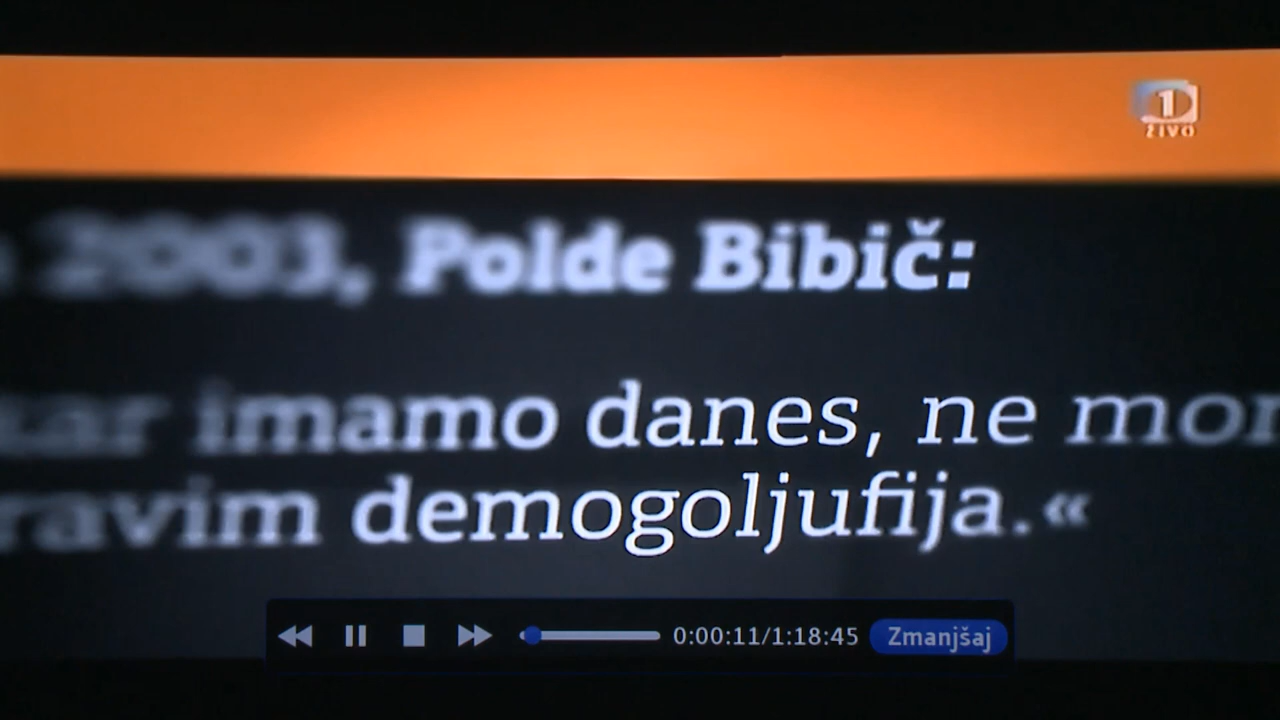 1
ŽIVO
2003, Polde Bibič:
imamo danes, ne mor
ravim demogoljufija.«
0:00:11/1:18:45 Zmanjšaj